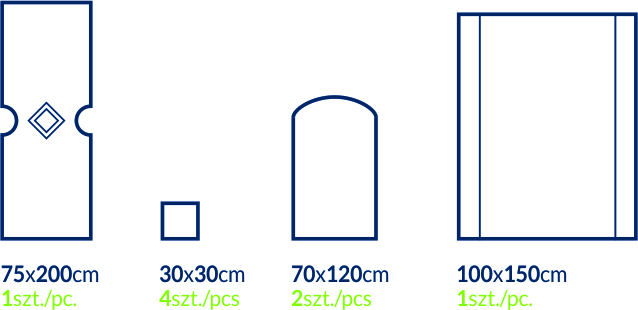 75x200cm
1szt./pc.
30x30cm
4szt./pcs
70x120cm
2szt./pcs
100x150cm
1szt./pc.